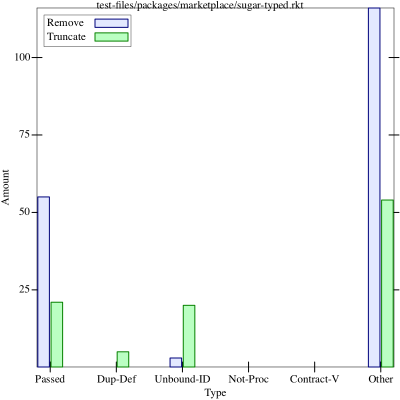 test-files/packages/marketplace/sugar-typed.rkt
Remove
Truncate
100
75
50
25
Amount
Passed Dup-Def Unbound-ID Not-Proc Contract-V Other
Type